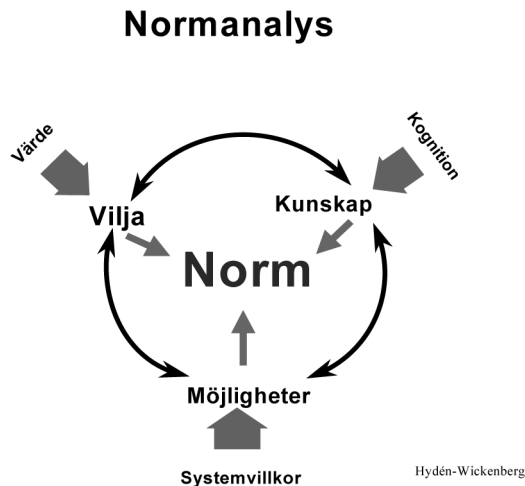 Normanalys
Värde
Kognition
Vilja
Kunskap
Norm
Möjligheter
Systemvillkor
Hydén-Wickenberg